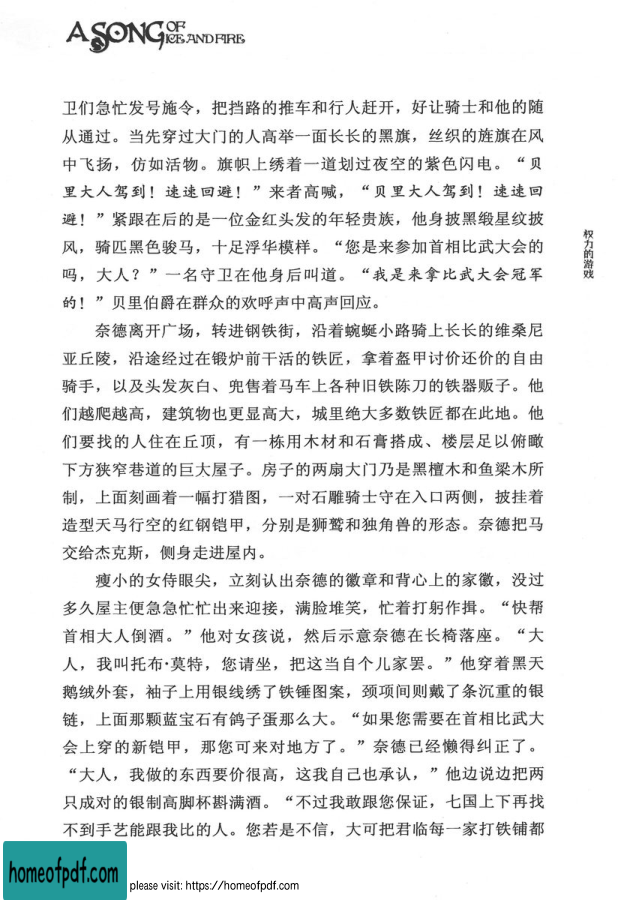 A SONG OF ICE AND FIRE
卫们急忙发号施令，把挡路的推车和行人赶开，好让骑士和他的随
从通过。当先穿过大门的人高举一面长长的黑旗，丝织的旌旗在风
中飞扬，仿如活物。旗帜上绣着一道划过夜空的紫色闪电。“贝
里大人驾到！速速回避！”来者高喊，“贝里大人驾到！速速回
避！”紧跟在后的是一位金红头发的年轻贵族，他身披黑缎星纹披
风，骑匹黑色骏马，十足浮华模样。“您是来参加首相比武大会的
吗，大人？”一名守卫在他身后叫道。“我是来拿比武大会冠军
的！”贝里伯爵在群众的欢呼声中高声回应。
奈德离开广场，转进钢铁街，沿着蜿蜒小路骑上长长的维桑尼
亚丘陵，沿途经过在锻炉前干活的铁匠，拿着盔甲讨价还价的自由
骑手，以及头发灰白、兜售着马车上各种旧铁陈刀的铁器贩子。他
们越爬越高，建筑物也更显高大，城里绝大多数铁匠都在此地。他
们要找的人住在丘顶，有一栋用木材和石膏搭成、楼层足以俯瞰
下方狭窄巷道的巨大屋子。房子的两扇大门乃是黑檀木和鱼梁木所
制，上面刻画着一幅打猎图，一对石雕骑士守在入口两侧，披挂着
造型天马行空的红钢铠甲，分别是狮鹫和独角兽的形态。奈德把马
交给杰克斯，侧身走进屋内。
瘦小的女侍眼尖，立刻认出奈德的徽章和背心上的家徽，没过
多久屋主便急急忙忙出来迎接，满脸堆笑，忙着打躬作揖。“快帮
首相大人倒酒。”他对女孩说，然后示意奈德在长椅落座。“大
人，我叫托布·莫特，您请坐，把这当自个儿家罢。”他穿着黑天
鹅绒外套，袖子上用银线绣了铁锤图案，颈项间则戴了条沉重的银
链，上面那颗蓝宝石有鸽子蛋那么大。“如果您需要在首相比武大
会上穿的新铠甲，那您可来对地方了。”奈德已经懒得纠正了。
“大人，我做的东西要价很高，这我自己也承认，”他边说边把两
只成对的银制高脚杯斟满酒。“不过我敢跟您保证，七国上下再找
不到手艺能跟我比的人。您若是不信，大可把君临每一家打铁铺都
权力的游戏
homeofpdf.com
please visit: https://homeofpdf.com